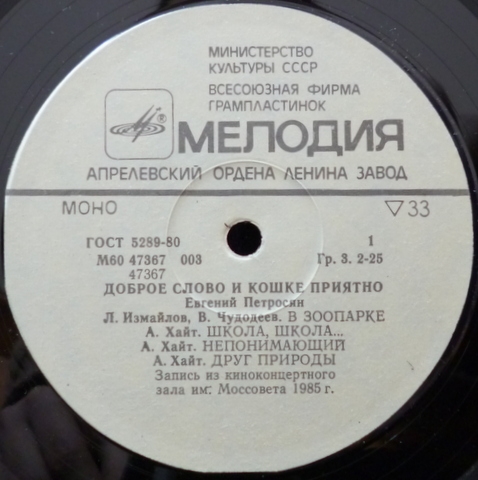 МИНИСТЕРСТВО
КУЛЬТУРЫ СССР
ВСЕСОЮЗНАЯ ФИРМА
ГРАМПЛАСТИНОК
® МЕЛОДИЯ
АПРЕЛЕВСКИЙ ОРДЕНА ЛЕНИНА ЗАВОД
МОНО ▽33
ГОСТ 5289-80 1
М60 47367 003 Гр. 3. 2-25
47367
ДОБРОЕ СЛОВО И КОШКЕ ПРИЯТНО
Евгений Петросян
Л. Измайлов, В. Чудодеев. В ЗООПАРКЕ
А. Хайт. ШКОЛА, ШКОЛА...
А. Хайт. НЕПОНИМАЮЩИЙ
А. Хайт. ДРУГ ПРИРОДЫ
Запись из киноконцертного
зала им. Моссовета 1985 г.